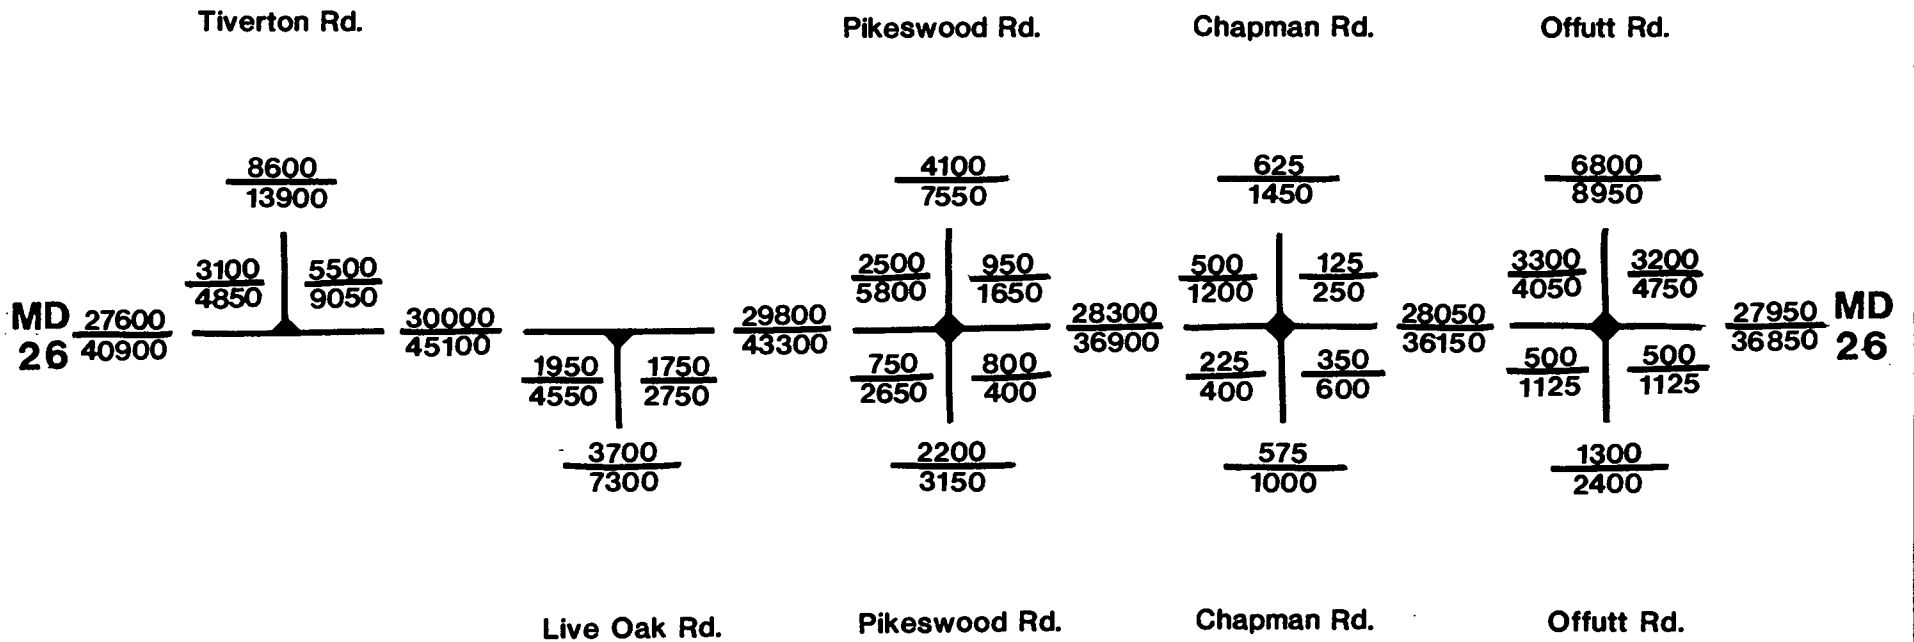 Tiverton Rd. Pikeswood Rd. Chapman Rd. Offutt Rd.
8600 4100 625 6800
13900 7550 1450 8950
3100 5500 2500 950 500 125 3300 3200
4850 9050 5800 1650 1200 250 4050 4750
MD 27600 30000 29800 28300 28050 27950 MD
26 40900 45100 43300 36900 36150 36850 26
1950 1750 750 800 225 350 500 500
4550 2750 2650 400 400 600 1125 1125
3700 2200 575 1300
7300 3150 1000 2400
Live Oak Rd. Pikeswood Rd. Chapman Rd. Offutt Rd.